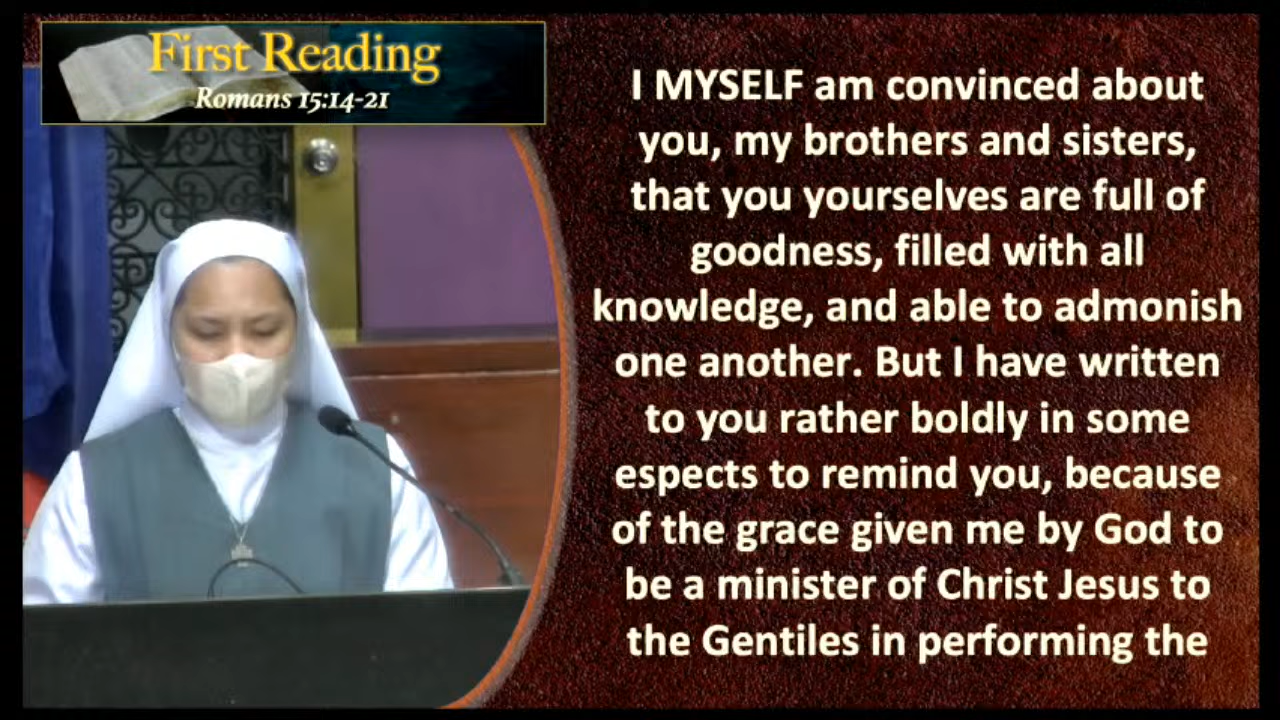 First Reading
Romans 15:14-21
I MYSELF am convinced about
you, my brothers and sisters,
that you yourselves are full of
goodness, filled with all
knowledge, and able to admonish
one another. But I have written
to you rather boldly in some
espects to remind you, because
of the grace given me by God to
be a minister of Christ Jesus to
the Gentiles in performing the